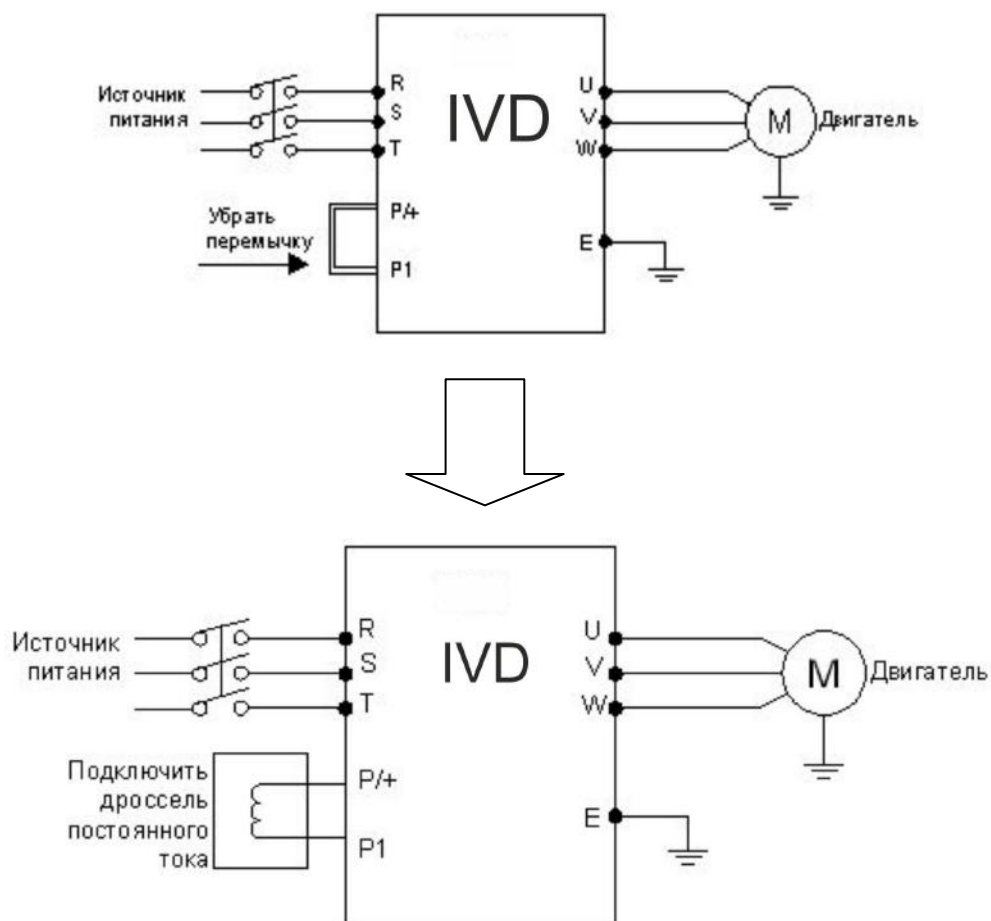 Источник
питания
R
S
T
IVD
U
V
W
M
Двигатель
Убрать
перемычку
P/+
P1
E
Источник
питания
R
S
T
IVD
U
V
W
M
Двигатель
Подключить
дроссель
постоянного
тока
P/+
P1
E